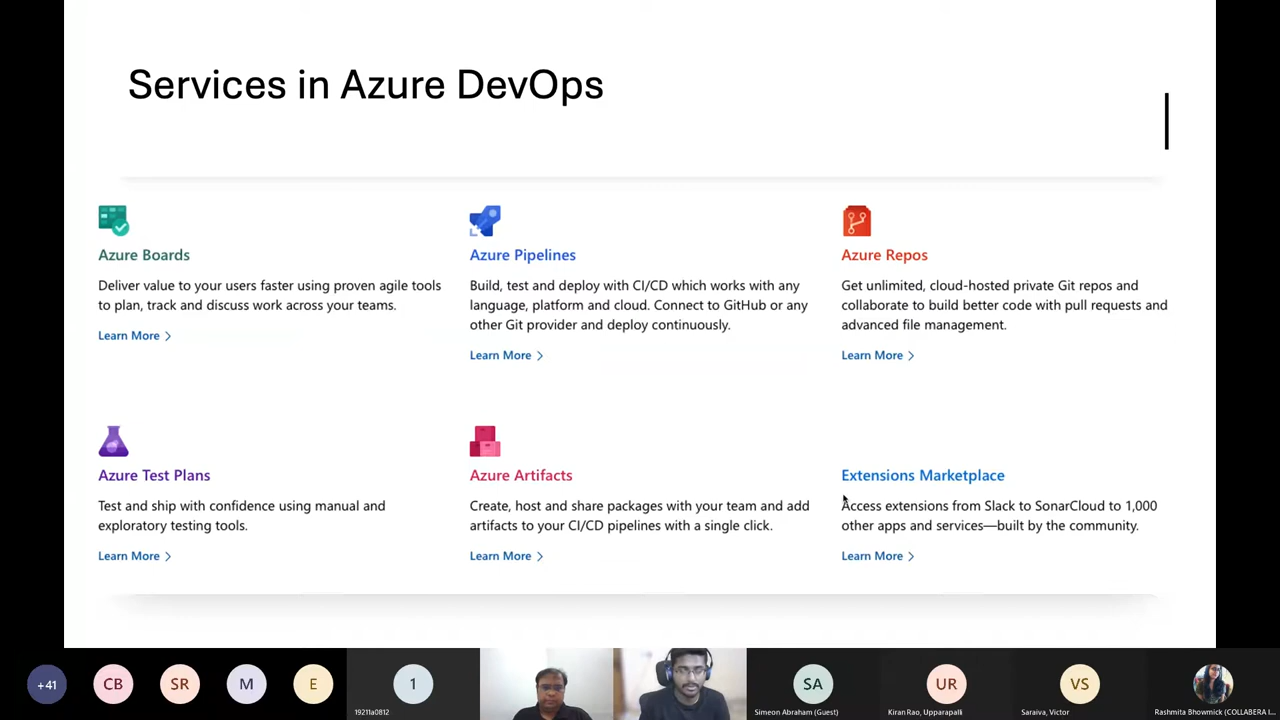 Services in Azure DevOps
Azure Boards
Deliver value to your users faster using proven agile tools
to plan, track and discuss work across your teams.
Learn More >
Azure Pipelines
Build, test and deploy with CI/CD which works with any
language, platform and cloud. Connect to GitHub or any
other Git provider and deploy continuously.
Learn More >
Azure Repos
Get unlimited, cloud-hosted private Git repos and
collaborate to build better code with pull requests and
advanced file management.
Learn More >
Azure Test Plans
Test and ship with confidence using manual and
exploratory testing tools.
Learn More >
Azure Artifacts
Create, host and share packages with your team and add
artifacts to your CI/CD pipelines with a single click.
Learn More >
Extensions Marketplace
Access extensions from Slack to SonarCloud to 1,000
other apps and services—built by the community.
Learn More >
+41
CB
SR
M
E
1
19211a0812
SA
Simeon Abraham (Guest)
UR
Kiran Rao, Upparapalli
VS
Saraiva, Victor
Rashmita Bhowmick (COLLABERA I...